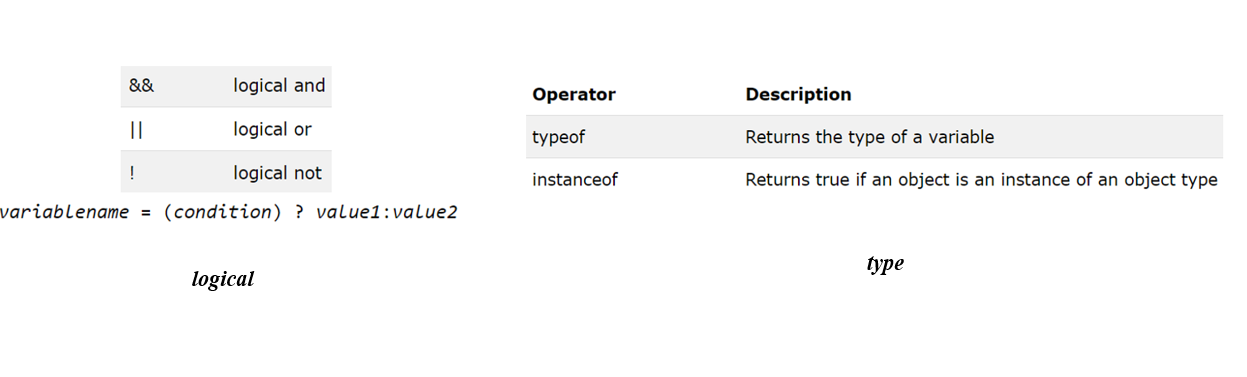 && logical and
|| logical or
! logical not
variablename = (condition) ? value1:value2
logical
Operator Description
typeof Returns the type of a variable
instanceof Returns true if an object is an instance of an object type
type